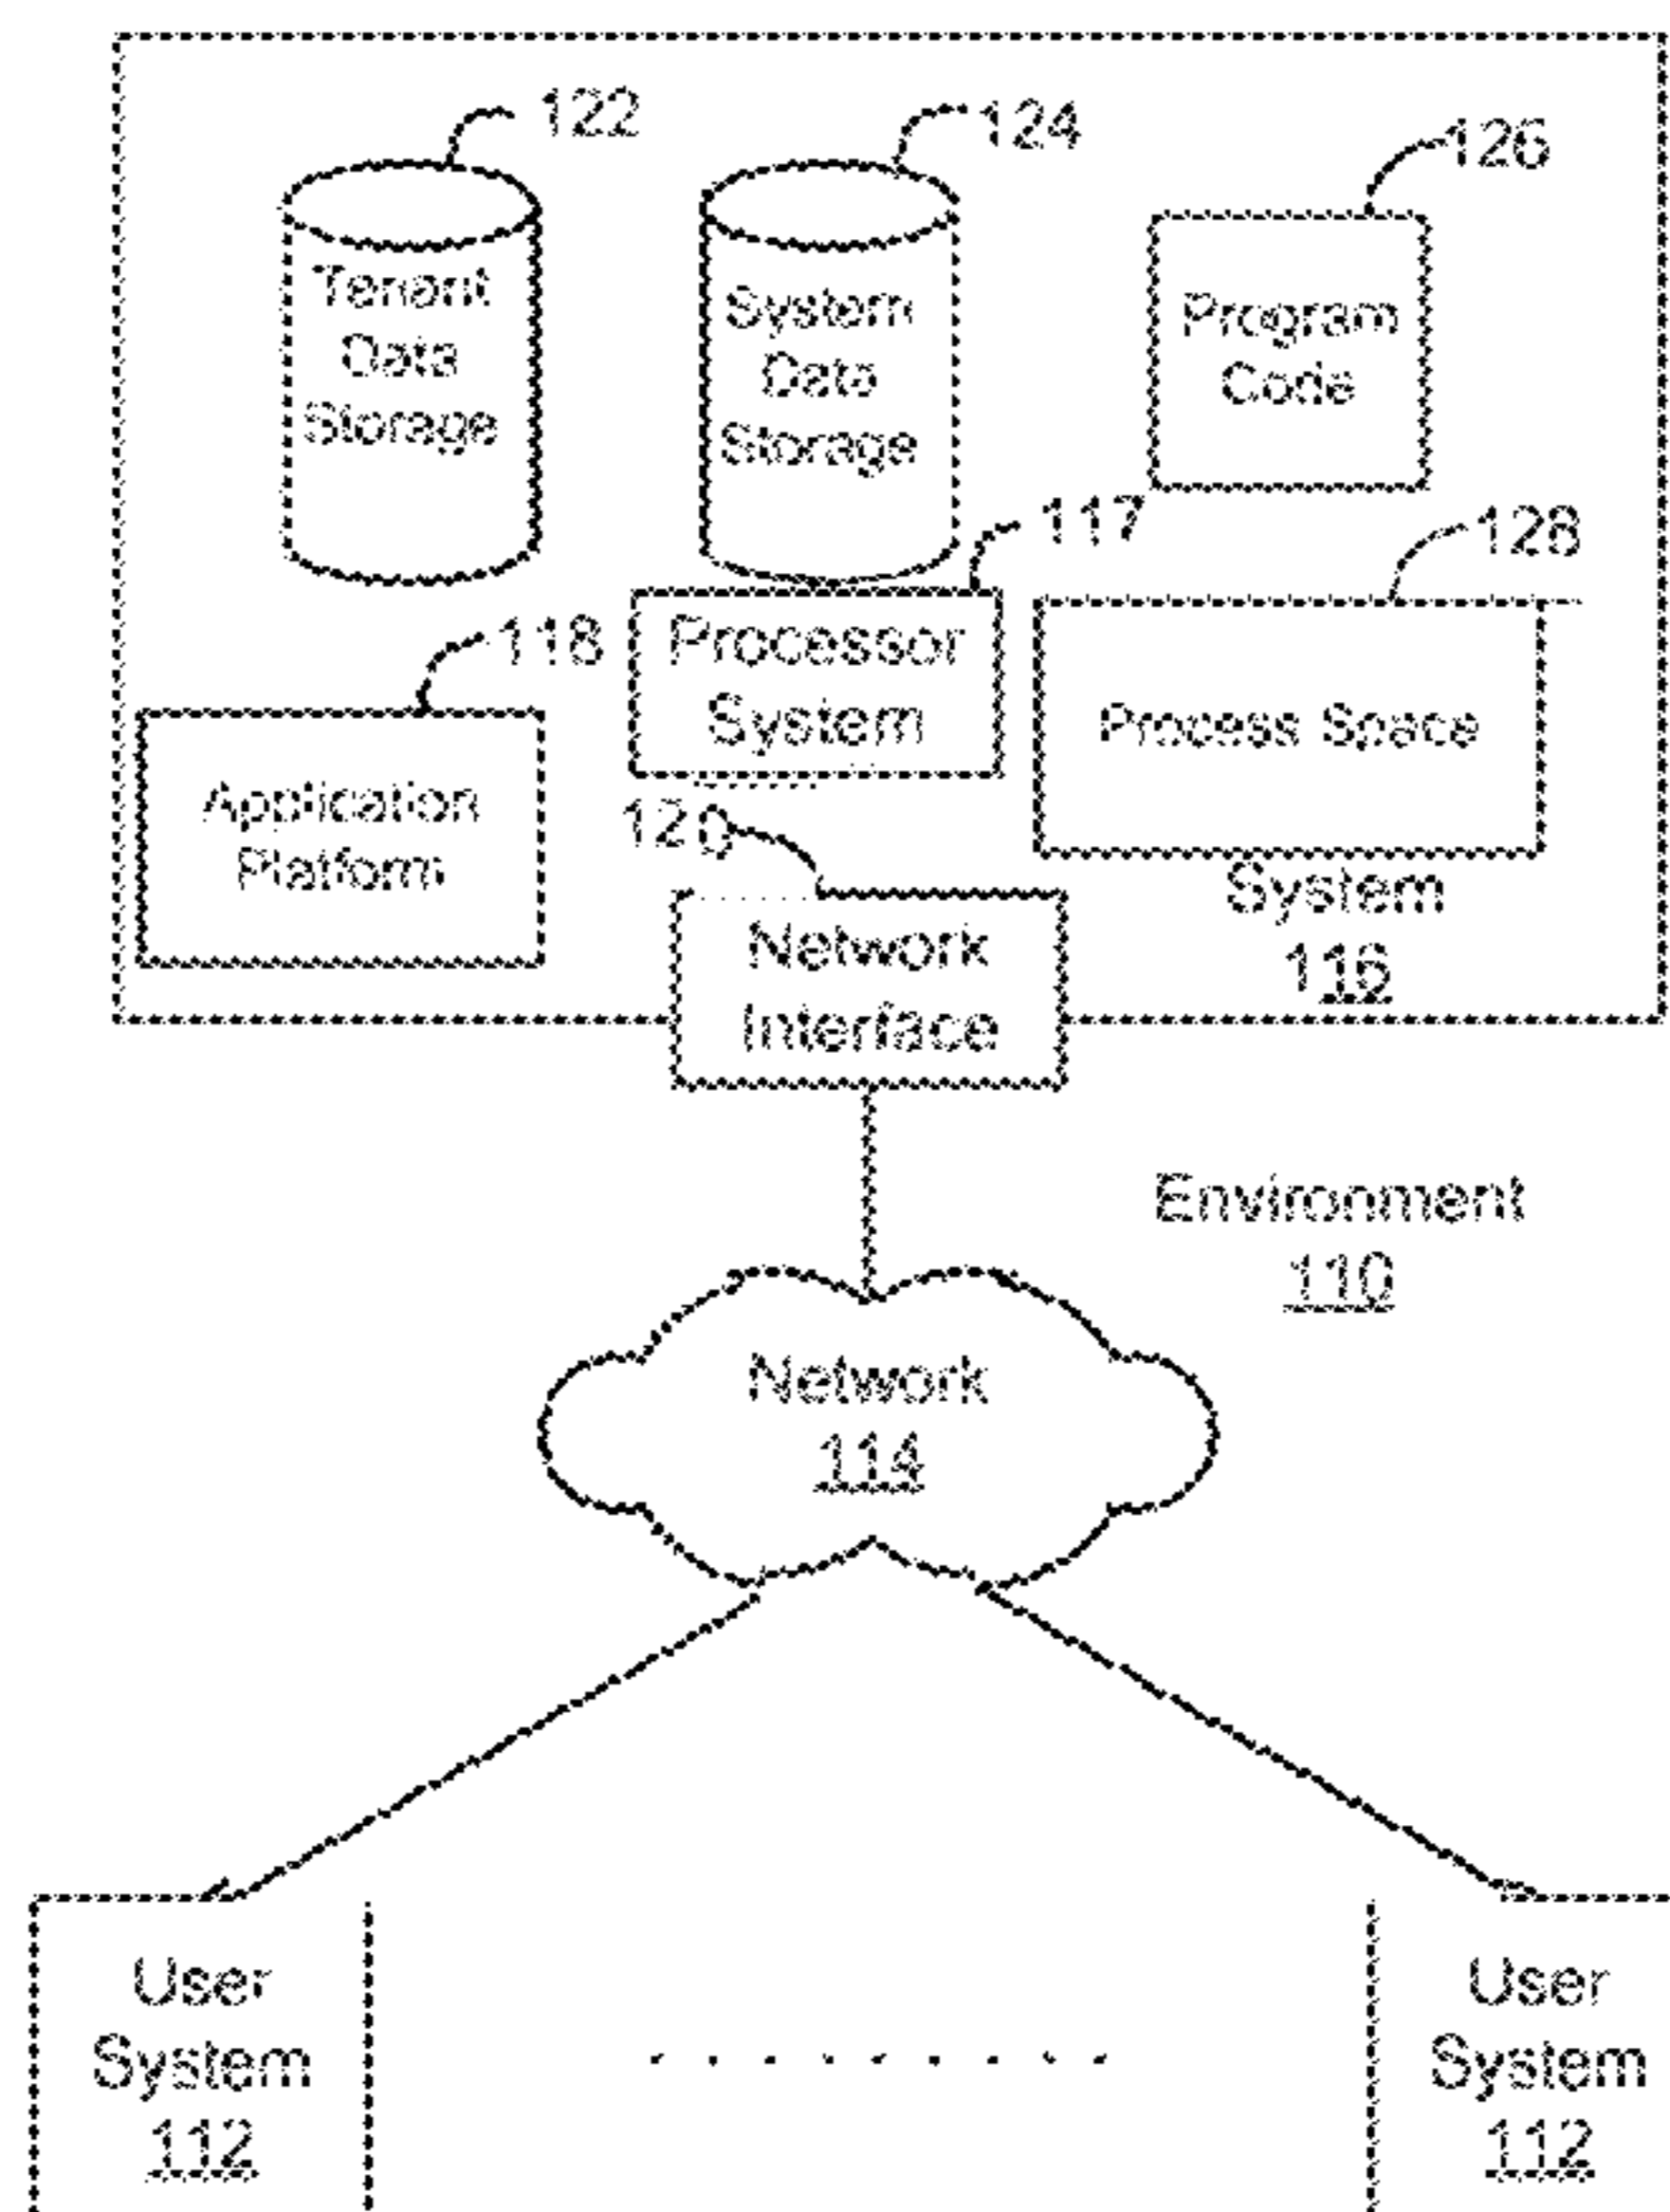 122
124
126
Tenant
Data
Storage
System
Data
Storage
Program
Code
117
128
118
Processor
System
Process Space
Application
Platform
120
Network
Interface
System
116
Environment
110
Network
114
User
System
112
User
System
112